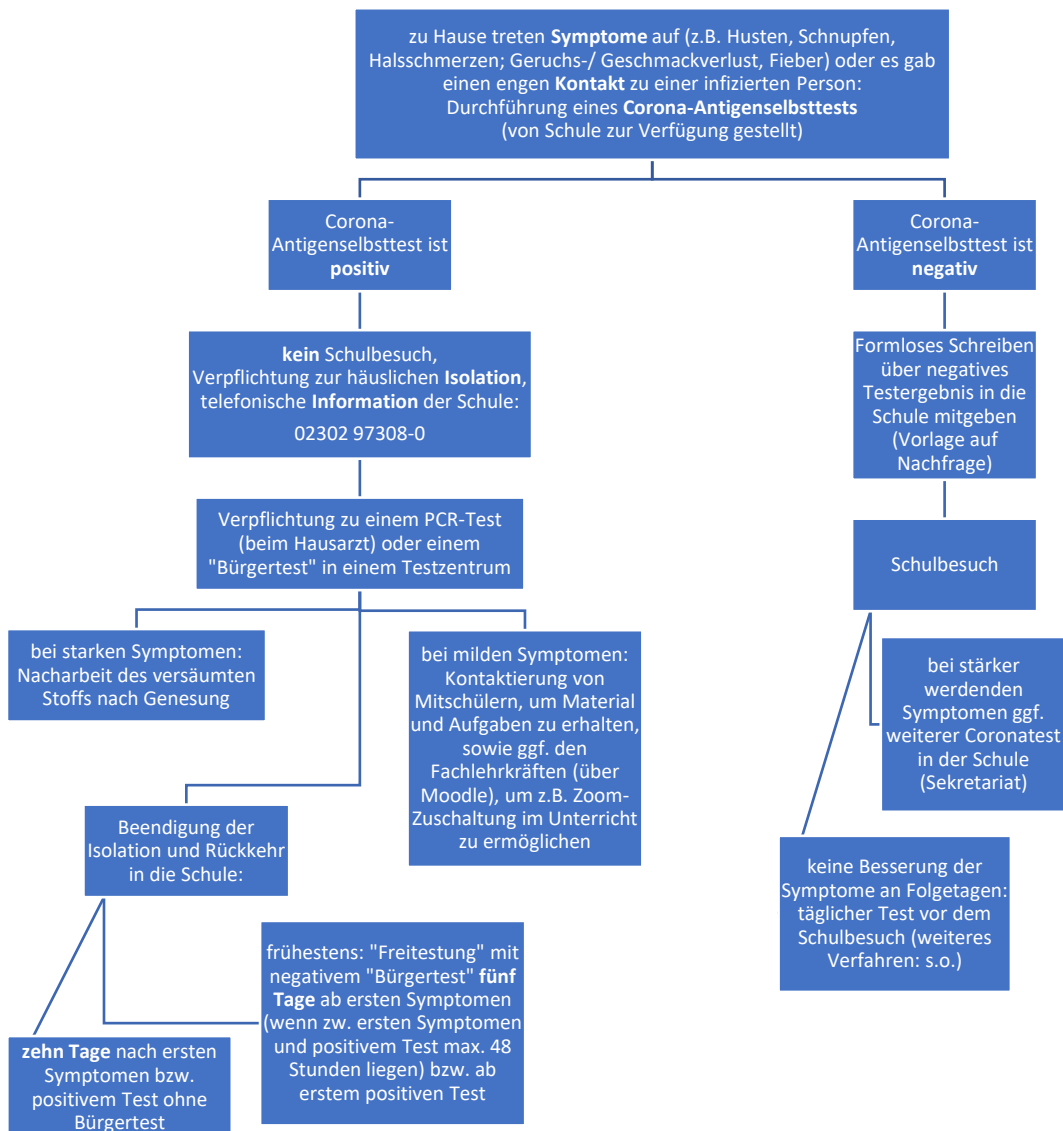 zu Hause treten Symptome auf (z.B. Husten, Schnupfen,
Halsschmerzen; Geruchs-/ Geschmackverlust, Fieber) oder es gab
einen engen Kontakt zu einer infizierten Person:
Durchführung eines Corona-Antigenselbsttests
(von Schule zur Verfügung gestellt)
Corona-
Antigenselbsttest ist
positiv
kein Schulbesuch,
Verpflichtung zur häuslichen Isolation,
telefonische Information der Schule:
02302 97308-0
Verpflichtung zu einem PCR-Test
(beim Hausarzt) oder einem
"Bürgertest" in einem Testzentrum
bei starken Symptomen:
Nacharbeit des versäumten
Stoffs nach Genesung
bei milden Symptomen:
Kontaktierung von
Mitschülern, um Material
und Aufgaben zu erhalten,
sowie ggf. den
Fachlehrkräften (über
Moodle), um z.B. Zoom-
Zuschaltung im Unterricht
zu ermöglichen
Beendigung der
Isolation und Rückkehr
in die Schule:
zehn Tage nach ersten
Symptomen bzw.
positivem Test ohne
Bürgertest
frühestens: "Freitestung" mit
negativem "Bürgertest" fünf
Tage ab ersten Symptomen
(wenn zw. ersten Symptomen
und positivem Test max. 48
Stunden liegen) bzw. ab
erstem positiven Test
Corona-
Antigenselbsttest ist
negativ
Formloses Schreiben
über negatives
Testergebnis in die
Schule mitgeben
(Vorlage auf
Nachfrage)
Schulbesuch
bei stärker
werdenden
Symptomen ggf.
weiterer Coronatest
in der Schule
(Sekretariat)
keine Besserung der
Symptome an Folgetagen:
täglicher Test vor dem
Schulbesuch (weiteres
Verfahren: s.o.)